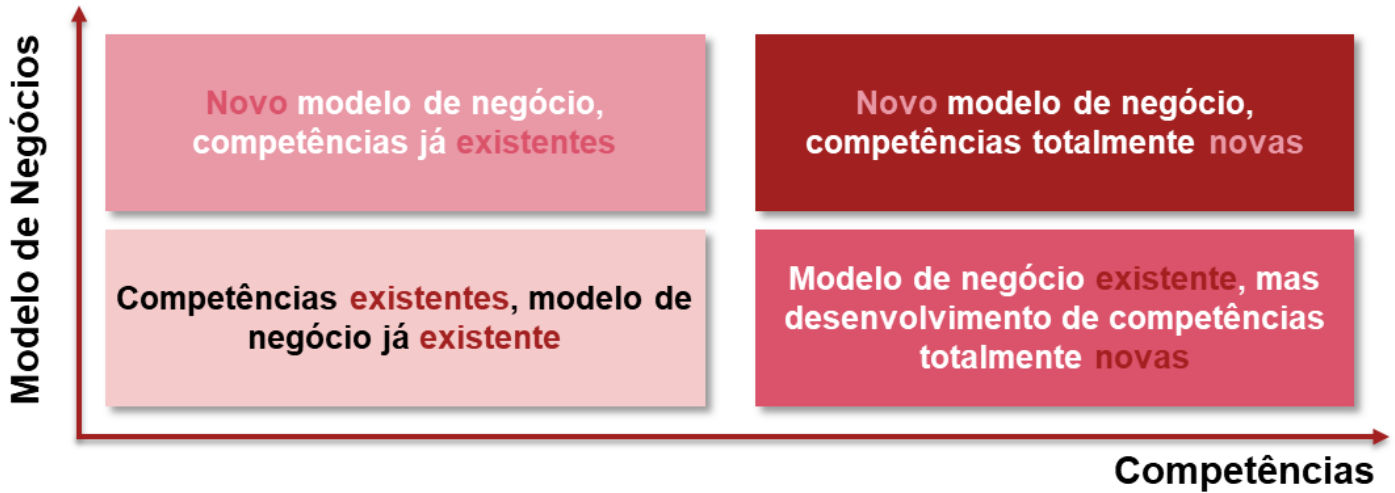 Modelo de Negócios
Novo modelo de negócio,
competências já existentes
Novo modelo de negócio,
competências totalmente novas
Competências existentes, modelo de
negócio já existente
Modelo de negócio existente, mas
desenvolvimento de competências
totalmente novas
Competências